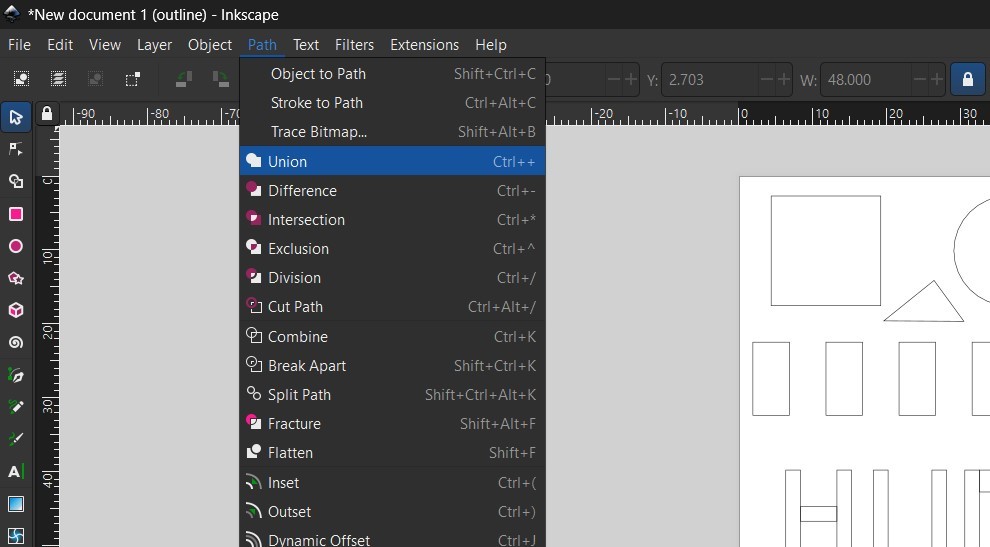 *New document 1 (outline) - Inkscape
File Edit View Layer Object Path Text Filters Extensions Help
0 Y: 2.703 W: 48.000
Object to Path Shift+Ctrl+C
Stroke to Path Ctrl+Alt+C
-90 -80 -70 -20 0 10 20 30
Trace Bitmap... Shift+Alt+B
Union Ctrl++
Difference Ctrl+-
Intersection Ctrl+*
Exclusion Ctrl+^
Division Ctrl+/
Cut Path Ctrl+Alt+/
Combine Ctrl+K
Break Apart Shift+Ctrl+K
Split Path Shift+Ctrl+Alt+K
Fracture Shift+Alt+F
Flatten Shift+F
Inset Ctrl+(
Outset Ctrl+)
Dynamic Offset Ctrl+J
0
10
20
30
40